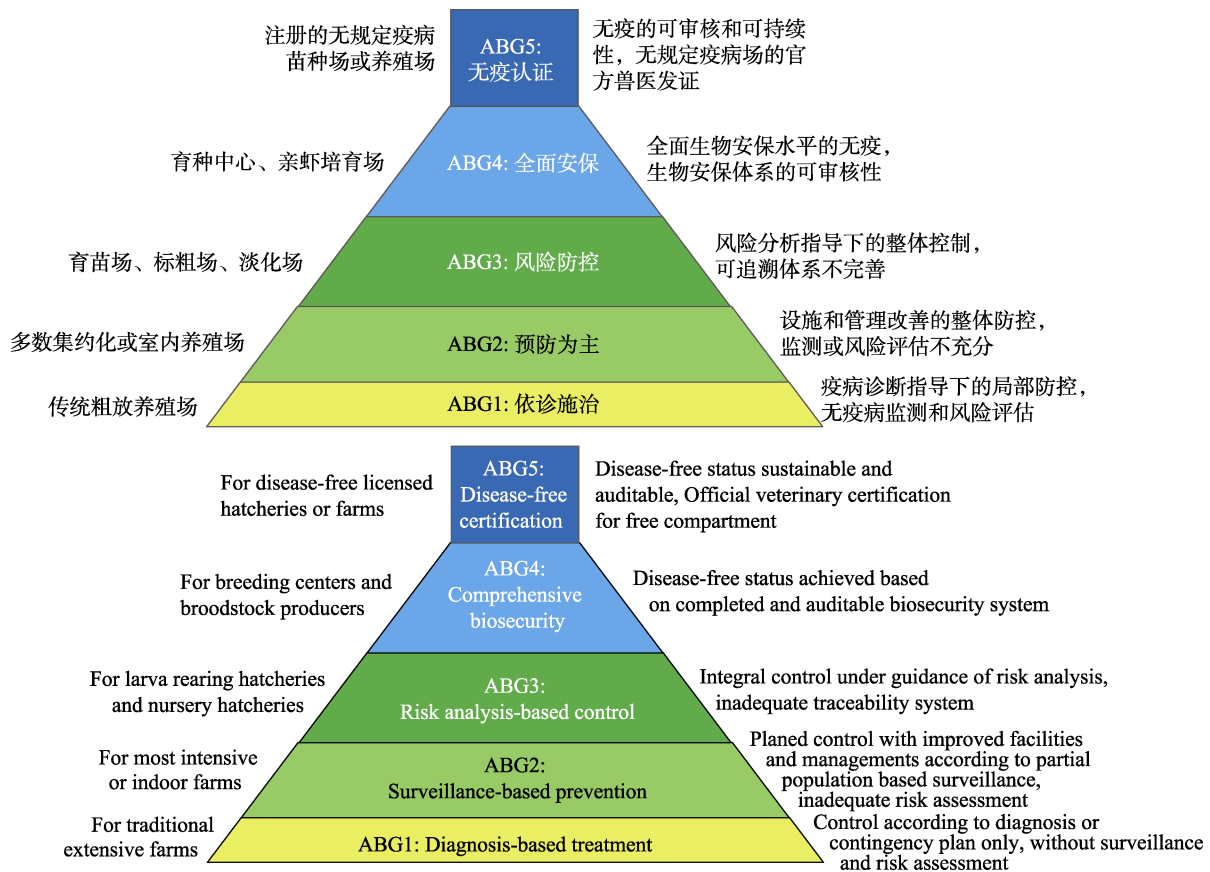 注册的无规定疫病
苗种场或养殖场
ABG5:
无疫认证
无疫的可审核和可持续
性，无规定疫病场的官
方兽医发证
育种中心、亲虾培育场
ABG4: 全面安保
全面生物安保水平的无疫，
生物安保体系的可审核性
育苗场、标粗场、淡化场
ABG3: 风险防控
风险分析指导下的整体控制，
可追溯体系不完善
多数集约化或室内养殖场
ABG2: 预防为主
设施和管理改善的整体防控，
监测或风险评估不充分
传统粗放养殖场
ABG1: 依诊施治
疫病诊断指导下的局部防控，
无疫病监测和风险评估
For disease-free licensed
hatcheries or farms
ABG5:
Disease-free
certification
Disease-free status sustainable and
auditable, Official veterinary certification
for free compartment
For breeding centers and
broodstock producers
ABG4:
Comprehensive
biosecurity
Disease-free status achieved based
on completed and auditable biosecurity system
For larva rearing hatcheries
and nursery hatcheries
ABG3:
Risk analysis-based control
Integral control under guidance of risk analysis,
inadequate traceability system
For most intensive
or indoor farms
ABG2:
Surveillance-based prevention
Planed control with improved facilities
and managements according to partial
population based surveillance,
inadequate risk assessment
For traditional
extensive farms
ABG1: Diagnosis-based treatment
Control according to diagnosis or
contingency plan only, without surveillance
and risk assessment